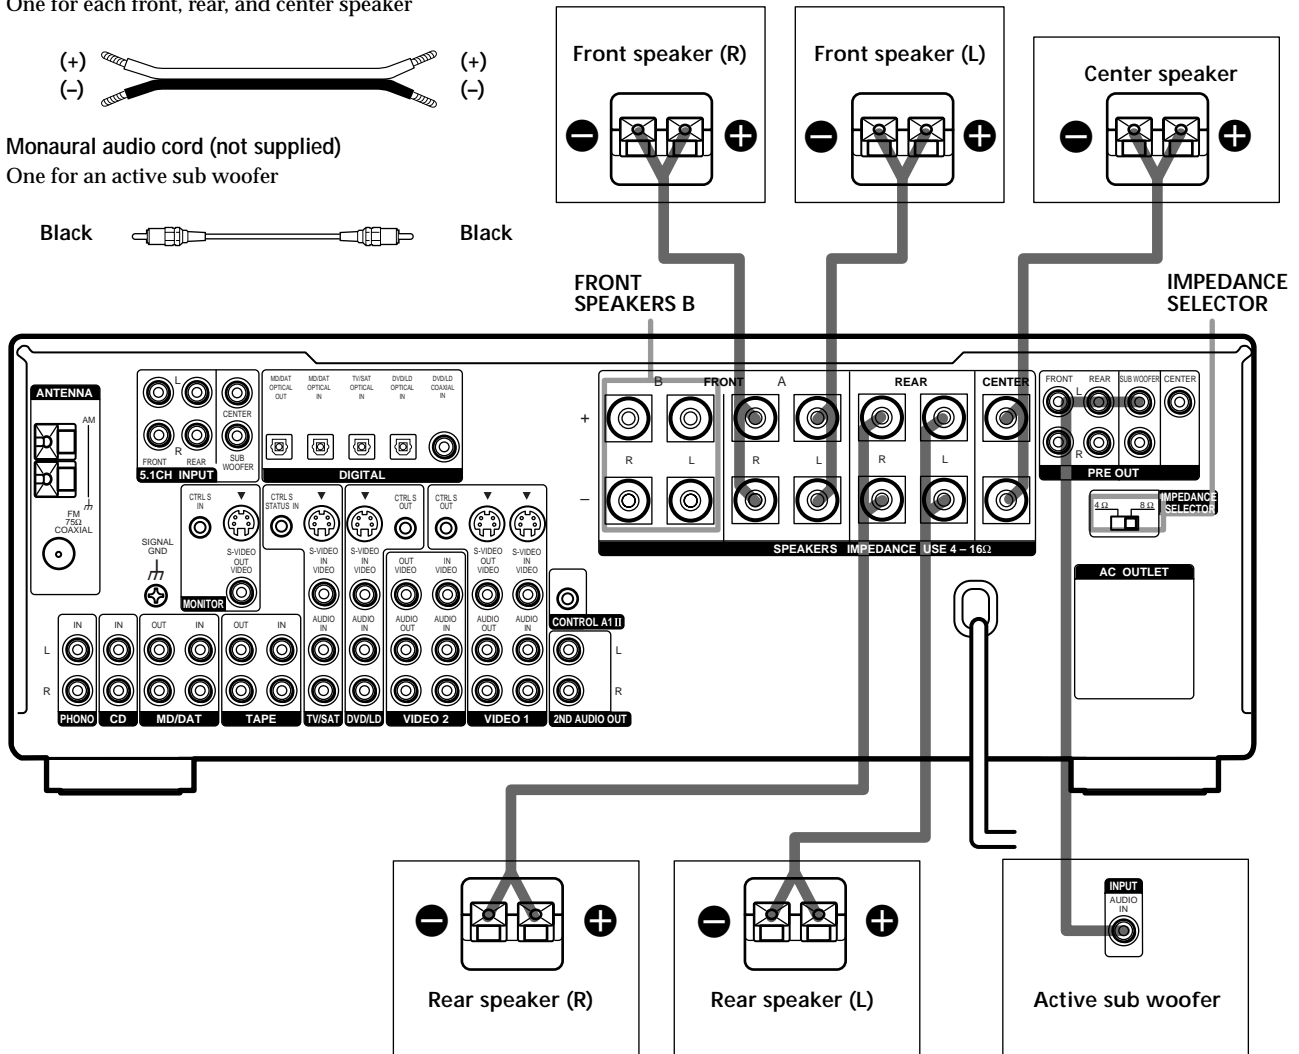 One for each front, rear, and center speaker
(+) (+)
(–) (–)
Monaural audio cord (not supplied)
One for an active sub woofer
Black Black
Front speaker (R)
Front speaker (L)
Center speaker
FRONT
SPEAKERS B
IMPEDANCE
SELECTOR
ANTENNA
AM
FM
75Ω
COAXIAL
L
R
CENTER
SUB
WOOFER
FRONT REAR
5.1CH INPUT
MD/DAT
OPTICAL
OUT
MD/DAT
OPTICAL
IN
TV/SAT
OPTICAL
IN
DVD/LD
OPTICAL
IN
DVD/LD
COAXIAL
IN
DIGITAL
B FRONT A
REAR
CENTER
+
R L R L R L
–
SPEAKERS IMPEDANCE USE 4 – 16Ω
FRONT REAR SUB WOOFER CENTER
L
R
PRE OUT
4 Ω 8 Ω
IMPEDANCE
SELECTOR
AC OUTLET
SIGNAL
GND
CTRL S
IN
S-VIDEO
OUT
VIDEO
MONITOR
CTRL S
STATUS IN
S-VIDEO
IN
VIDEO
S-VIDEO
IN
VIDEO
CTRL S
OUT
OUT
VIDEO
IN
VIDEO
CTRL S
OUT
S-VIDEO
OUT
VIDEO
S-VIDEO
IN
VIDEO
CONTROL A1 II
IN
IN
OUT IN
OUT IN
AUDIO
IN
AUDIO
IN
AUDIO
OUT
AUDIO
IN
AUDIO
OUT
AUDIO
IN
L L
R R
PHONO CD MD/DAT TAPE TV/SAT DVD/LD VIDEO 2 VIDEO 1 2ND AUDIO OUT
INPUT
AUDIO
IN
Rear speaker (R)
Rear speaker (L)
Active sub woofer